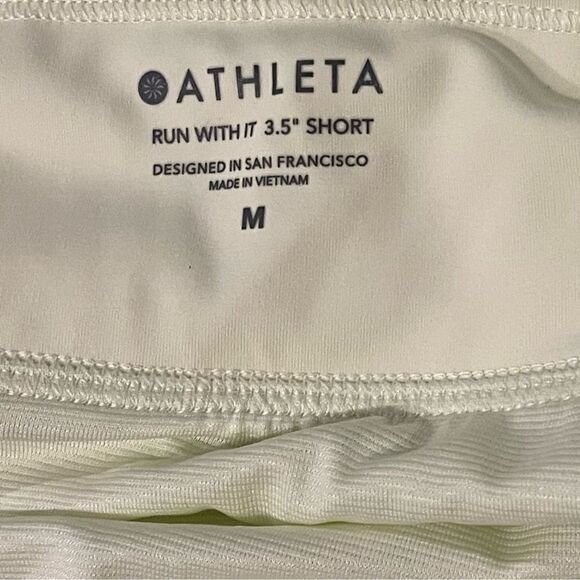 ATHLETA
RUN WITH IT 3.5" SHORT
DESIGNED IN SAN FRANCISCO
MADE IN VIETNAM
M